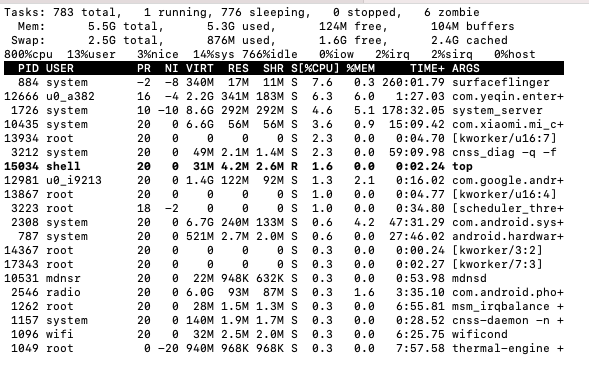 Tasks: 783 total,   1 running, 776 sleeping,   0 stopped,   6 zombie
Mem:      5.5G total,      5.3G used,      124M free,      104M buffers
Swap:      2.5G total,      876M used,      1.6G free,      2.4G cached
800%cpu  13%user   3%nice  14%sys 766%idle   0%iow   2%irq   2%sirq   0%host
PID USER         PR  NI VIRT  RES  SHR S[%CPU] %MEM     TIME+ ARGS
884 system       -2  -8 340M  17M  11M S  7.6   0.3 260:01.79 surfaceflinger
12666 u0_a382      16  -4 2.2G 341M 183M S  6.3   6.0   1:27.03 com.yeqin.enter+
1726 system       10 -10 8.6G 292M 292M S  4.6   5.1 178:32.05 system_server
10435 system       20   0 6.6G  56M  56M S  3.6   0.9  15:09.42 com.xiaomi.mi_c+
13934 root         20   0    0    0    0 S  2.3   0.0   0:04.70 [kworker/u16:7]
3212 system       20   0  49M 2.1M 1.4M S  2.3   0.0  59:09.98 cnss_diag -q -f
15034 shell        20   0  31M 4.2M 2.6M R  1.6   0.0   0:02.24 top
12981 u0_i9213     20   0 1.4G 122M  92M S  1.3   2.1   0:16.02 com.google.andr+
13867 root         20   0    0    0    0 S  1.0   0.0   0:04.77 [kworker/u16:4]
3223 root         18  -2    0    0    0 S  1.0   0.0   0:34.80 [scheduler_thre+
2308 system       20   0 6.7G 240M 133M S  0.6   4.2  47:31.29 com.android.sys+
787 system       20   0 521M 2.7M 2.0M S  0.6   0.0  27:46.02 android.hardwar+
14367 root         20   0    0    0    0 S  0.3   0.0   0:00.24 [kworker/3:2]
17343 root         20   0    0    0    0 S  0.3   0.0   0:02.27 [kworker/7:3]
10531 mdnsr        20   0  22M 948K 632K S  0.3   0.0   0:53.98 mdnsd
2546 radio        20   0 6.0G  93M  87M S  0.3   1.6   3:35.10 com.android.pho+
1262 root         20   0  28M 1.5M 1.3M S  0.3   0.0   6:55.81 msm_irqbalance +
1157 system       20   0 140M 1.9M 1.7M S  0.3   0.0   0:28.52 cnss-daemon -n +
1096 wifi         20   0  32M 2.5M 2.0M S  0.3   0.0   6:25.75 wificond
1049 root          0 -20 940M 968K 968K S  0.3   0.0   7:57.58 thermal-engine +